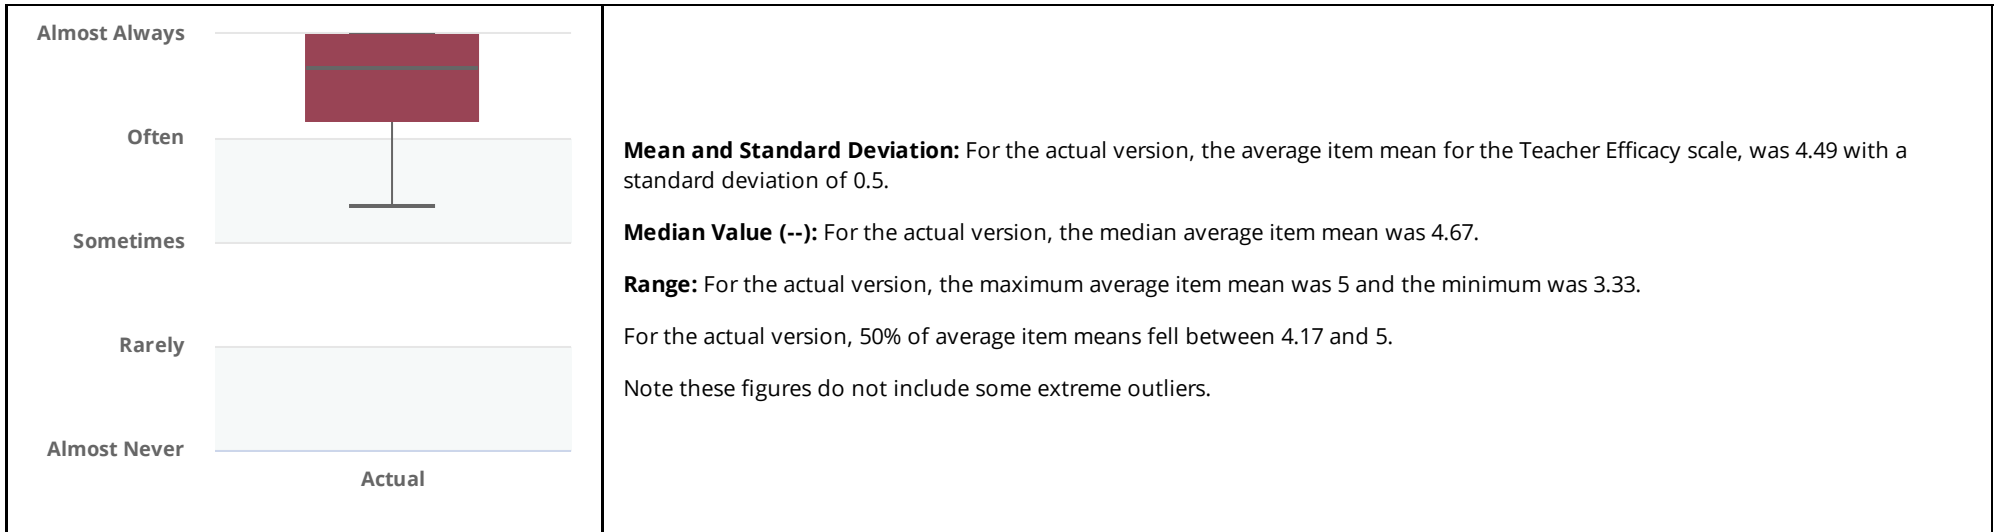 Almost Always
Often
Sometimes
Rarely
Almost Never
Actual
Mean and Standard Deviation: For the actual version, the average item mean for the Teacher Efficacy scale, was 4.49 with a
standard deviation of 0.5.
Median Value (--): For the actual version, the median average item mean was 4.67.
Range: For the actual version, the maximum average item mean was 5 and the minimum was 3.33.
For the actual version, 50% of average item means fell between 4.17 and 5.
Note these figures do not include some extreme outliers.